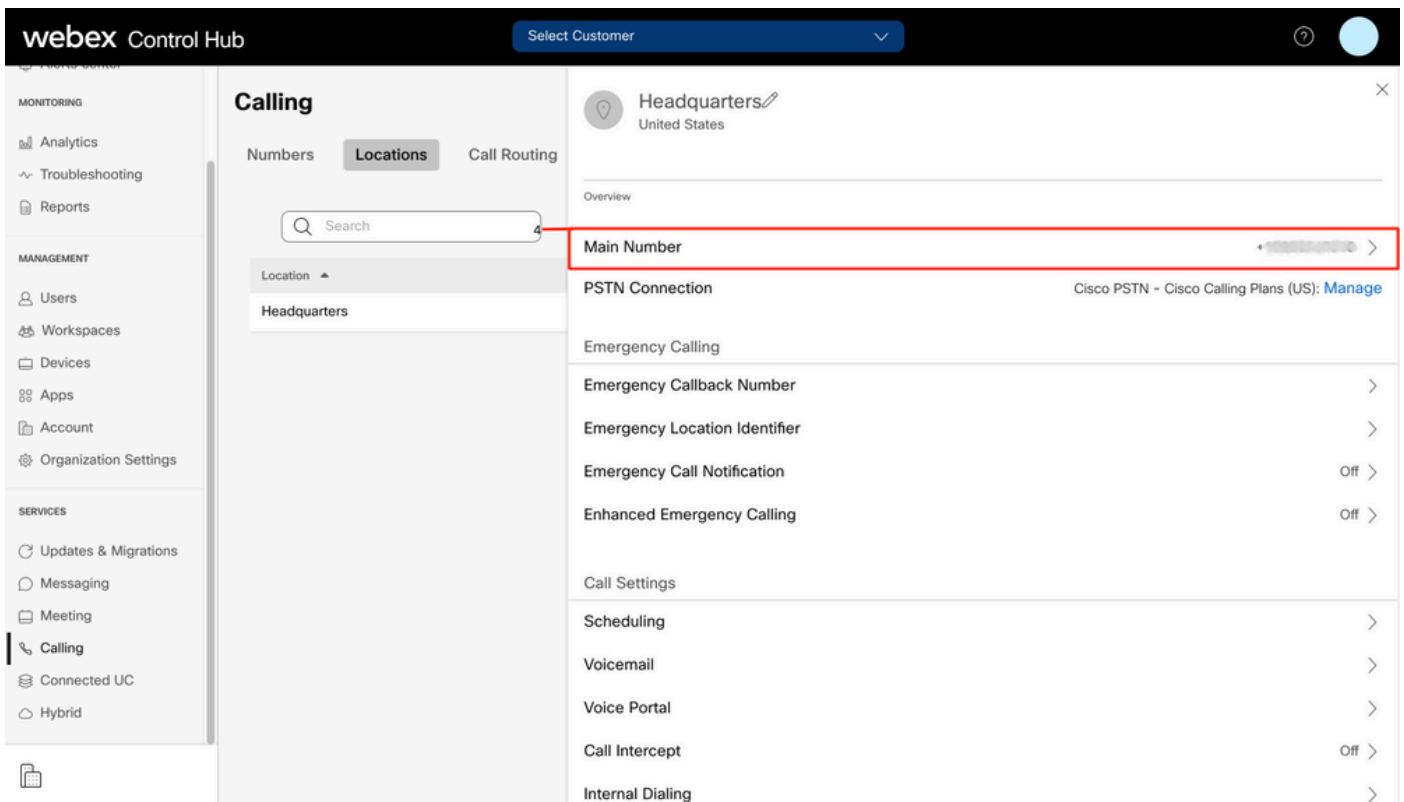 webex Control Hub
Select Customer
Alerts Center
MONITORING
Analytics
Troubleshooting
Reports
MANAGEMENT
Users
Workspaces
Devices
Apps
Account
Organization Settings
SERVICES
Updates & Migrations
Messaging
Meeting
Calling
Connected UC
Hybrid
Calling
Numbers Locations Call Routing
Search
4
Location
Headquarters
Headquarters
United States
Overview
Main Number +
PSTN Connection Cisco PSTN - Cisco Calling Plans (US): Manage
Emergency Calling
Emergency Callback Number
Emergency Location Identifier
Emergency Call Notification Off
Enhanced Emergency Calling Off
Call Settings
Scheduling
Voicemail
Voice Portal
Call Intercept Off
Internal Dialing